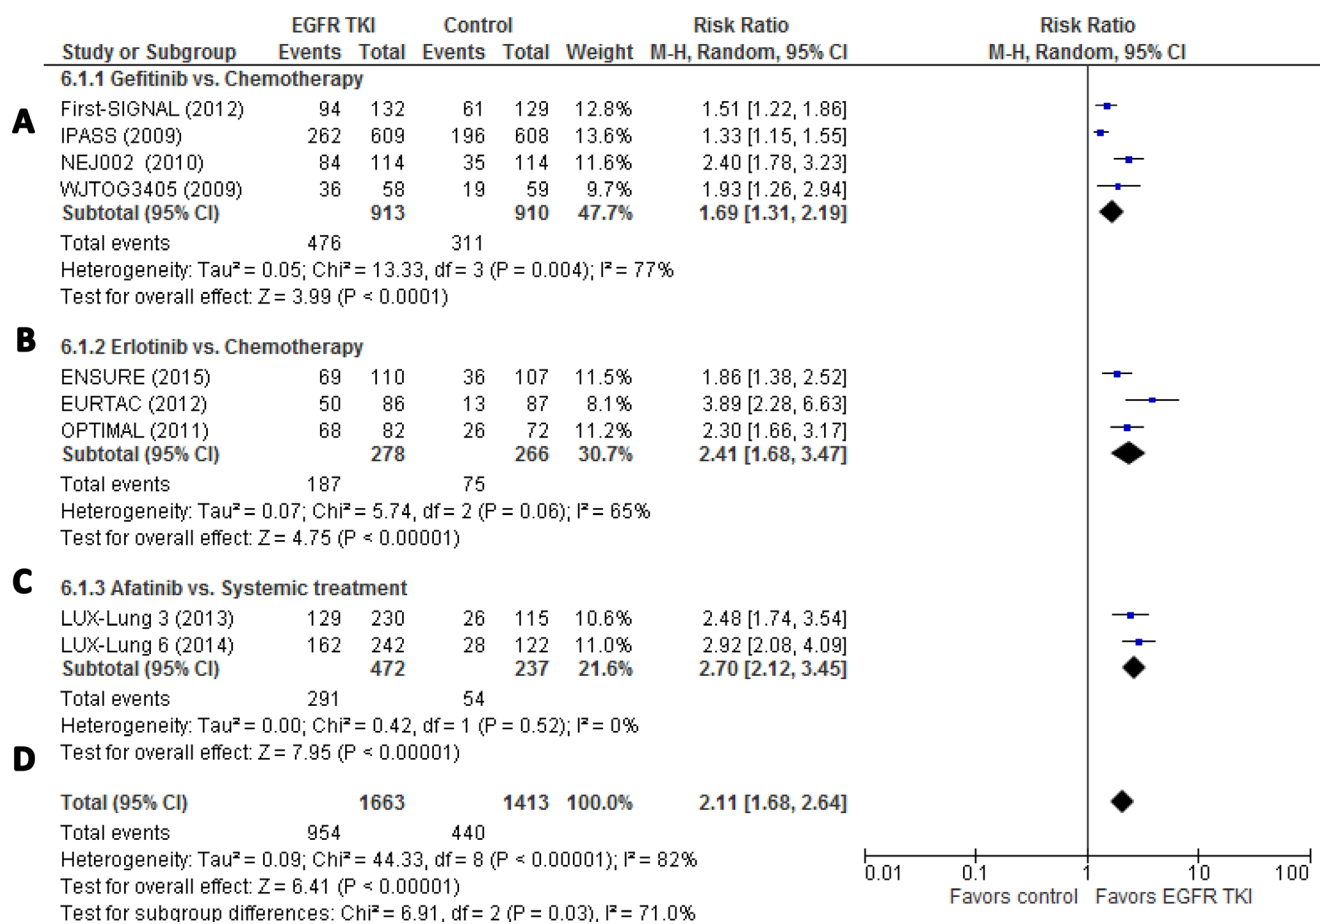 EGFR TKI Control Risk Ratio Risk Ratio
Study or Subgroup Events Total Events Total Weight M-H, Random, 95% CI M-H, Random, 95% CI
6.1.1 Gefitinib vs. Chemotherapy
A
First-SIGNAL (2012) 94 132 61 129 12.8% 1.51 [1.22, 1.86]
IPASS (2009) 262 609 196 608 13.6% 1.33 [1.15, 1.55]
NEJ002 (2010) 84 114 35 114 11.6% 2.40 [1.78, 3.23]
WJTOG3405 (2009) 36 58 19 59 9.7% 1.93 [1.26, 2.94]
Subtotal (95% CI) 913 910 47.7% 1.69 [1.31, 2.19]
Total events 476 311
Heterogeneity: Tau² = 0.05; Chi² = 13.33, df = 3 (P = 0.004); I² = 77%
Test for overall effect: Z = 3.99 (P < 0.0001)
B
6.1.2 Erlotinib vs. Chemotherapy
ENSURE (2015) 69 110 36 107 11.5% 1.86 [1.38, 2.52]
EURTAC (2012) 50 86 13 87 8.1% 3.89 [2.28, 6.63]
OPTIMAL (2011) 68 82 26 72 11.2% 2.30 [1.66, 3.17]
Subtotal (95% CI) 278 266 30.7% 2.41 [1.68, 3.47]
Total events 187 75
Heterogeneity: Tau² = 0.07; Chi² = 5.74, df = 2 (P = 0.06); I² = 65%
Test for overall effect: Z = 4.75 (P < 0.00001)
C
6.1.3 Afatinib vs. Systemic treatment
LUX-Lung 3 (2013) 129 230 26 115 10.6% 2.48 [1.74, 3.54]
LUX-Lung 6 (2014) 162 242 28 122 11.0% 2.92 [2.08, 4.09]
Subtotal (95% CI) 472 237 21.6% 2.70 [2.12, 3.45]
Total events 291 54
Heterogeneity: Tau² = 0.00; Chi² = 0.42, df = 1 (P = 0.52); I² = 0%
Test for overall effect: Z = 7.95 (P < 0.00001)
D
Total (95% CI) 1663 1413 100.0% 2.11 [1.68, 2.64]
Total events 954 440
Heterogeneity: Tau² = 0.09; Chi² = 44.33, df = 8 (P < 0.00001); I² = 82%
Test for overall effect: Z = 6.41 (P < 0.00001)
Test for subgroup differences: Chi² = 6.91, df = 2 (P = 0.03), I² = 71.0%
0.01 0.1 1 10 100
Favors control Favors EGFR TKI